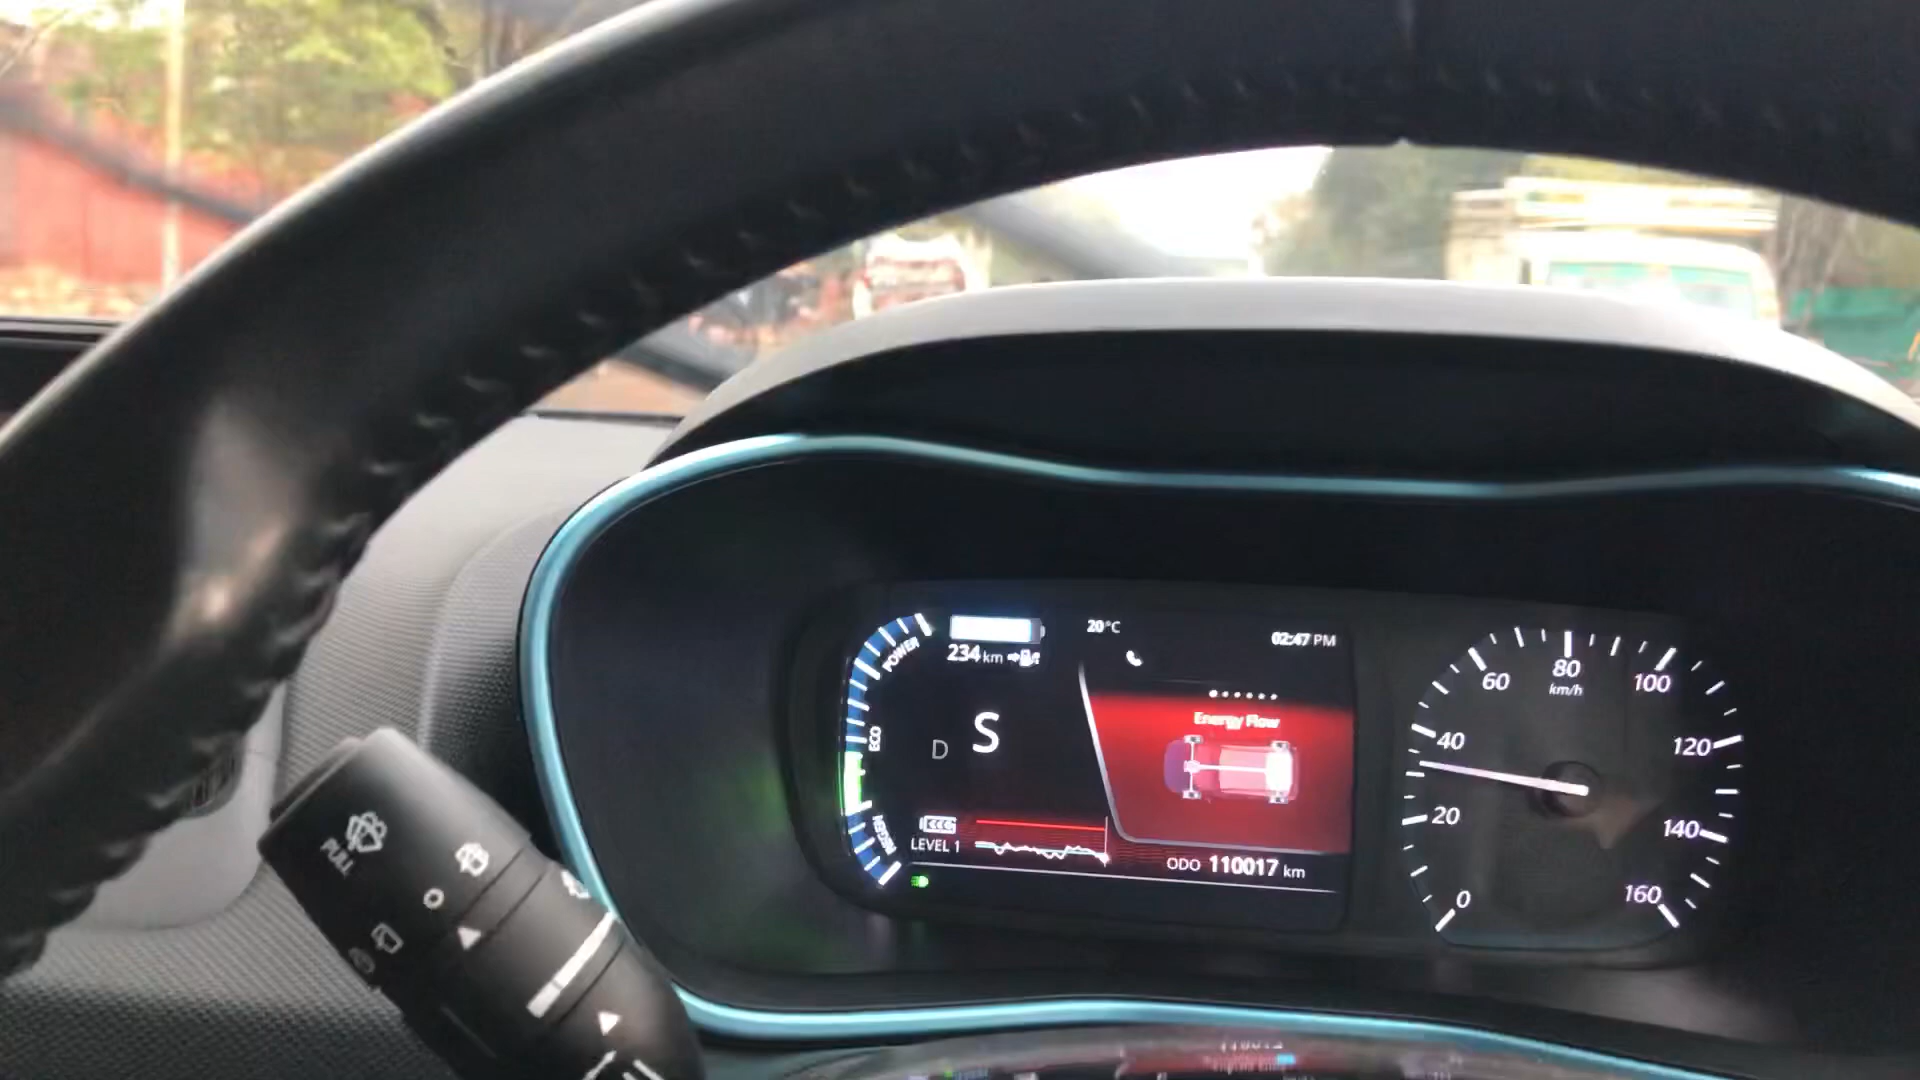 PULL
POWER
ECO
REGEN
234 km
20°C
02:47 PM
D S
Energy Flow
LEVEL 1
ODO 110017 km
0
20
40
60
80
km/h
100
120
140
160